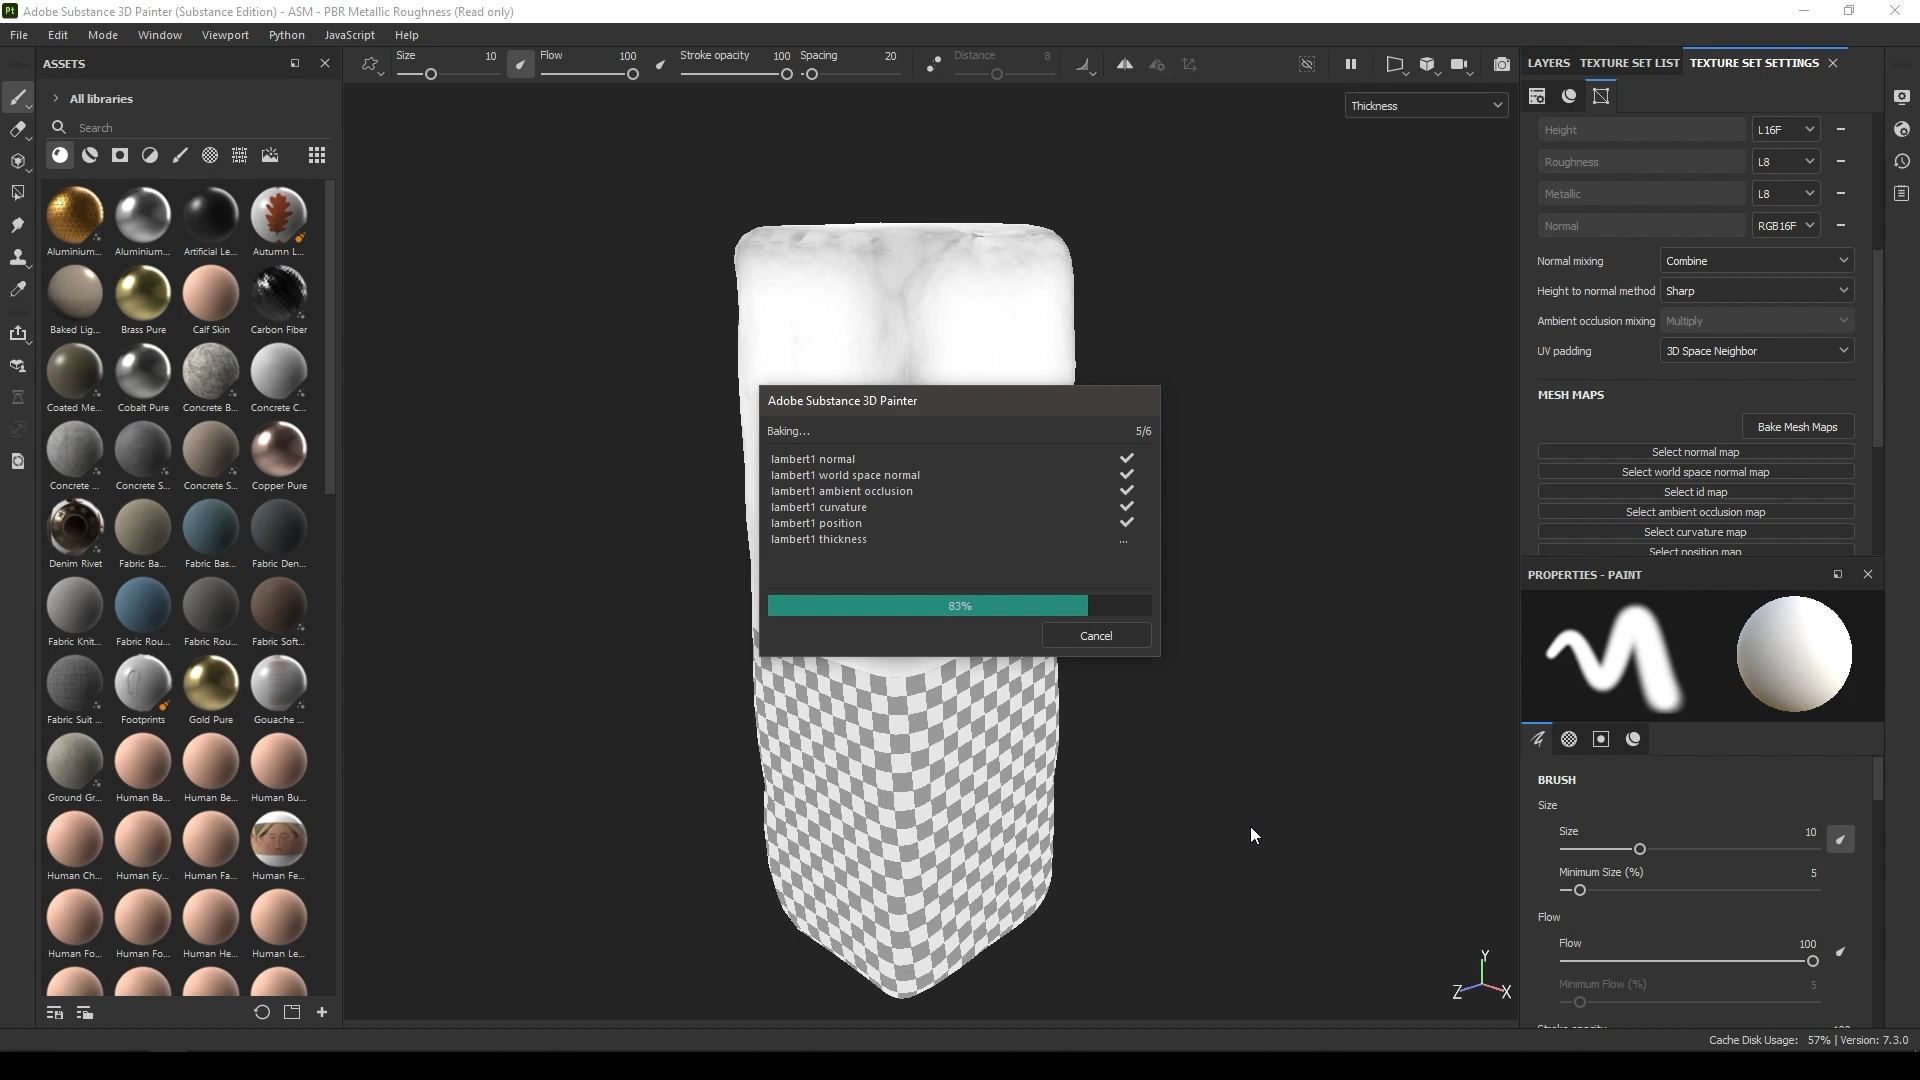 Pt Adobe Substance 3D Painter (Substance Edition) - ASM - PBR Metallic Roughness (Read only)
File Edit Mode Window Viewport Python JavaScript Help
ASSETS
All libraries
Search
Aluminium... Aluminium... Artificial Le... Autumn L...
Baked Lig... Brass Pure Calf Skin Carbon Fiber
Coated Me... Cobalt Pure Concrete B... Concrete C...
Concrete ... Concrete S... Concrete S... Copper Pure
Denim Rivet Fabric Ba... Fabric Bas... Fabric Den...
Fabric Knit... Fabric Rou... Fabric Rou... Fabric Soft...
Fabric Suit ... Footprints Gold Pure Gouache ...
Ground Gr... Human Ba... Human Be... Human Bu...
Human Ch... Human Ey... Human Fa... Human Fe...
Human Fo... Human Fo... Human He... Human Le...
Size 10 Flow 100 Stroke opacity 100 Spacing 20 Distance 8
Thickness
Adobe Substance 3D Painter
Baking... 5/6
lambert1 normal
lambert1 world space normal
lambert1 ambient occlusion
lambert1 curvature
lambert1 position
lambert1 thickness ...
83%
Cancel
Y
Z X
LAYERS TEXTURE SET LIST TEXTURE SET SETTINGS
Height L16F
Roughness L8
Metallic L8
Normal RGB16F
Normal mixing Combine
Height to normal method Sharp
Ambient occlusion mixing Multiply
UV padding 3D Space Neighbor
MESH MAPS
Bake Mesh Maps
Select normal map
Select world space normal map
Select id map
Select ambient occlusion map
Select curvature map
Select position map
PROPERTIES - PAINT
BRUSH
Size
Size 10
Minimum Size (%) 5
Flow
Flow 100
Minimum Flow (%) 5
Stroke opacity 100
Cache Disk Usage: 57% | Version: 7.3.0